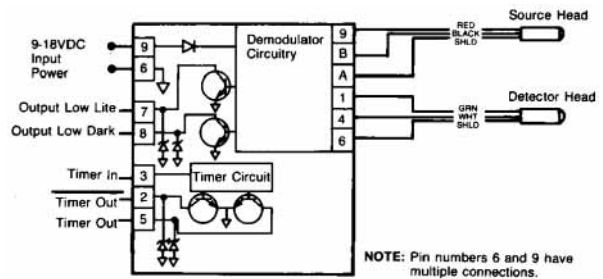 9-18VDC
Input
Power
9
6
Output Low Lite
7
Output Low Dark
8
Timer In
3
Timer Out
2
Timer Out
5
Demodulator
Circuitry
Timer Circuit
9
B
A
1
4
6
RED
BLACK
SHLD
Source Head
GRN
WHT
SHLD
Detector Head
NOTE: Pin numbers 6 and 9 have
multiple connections.